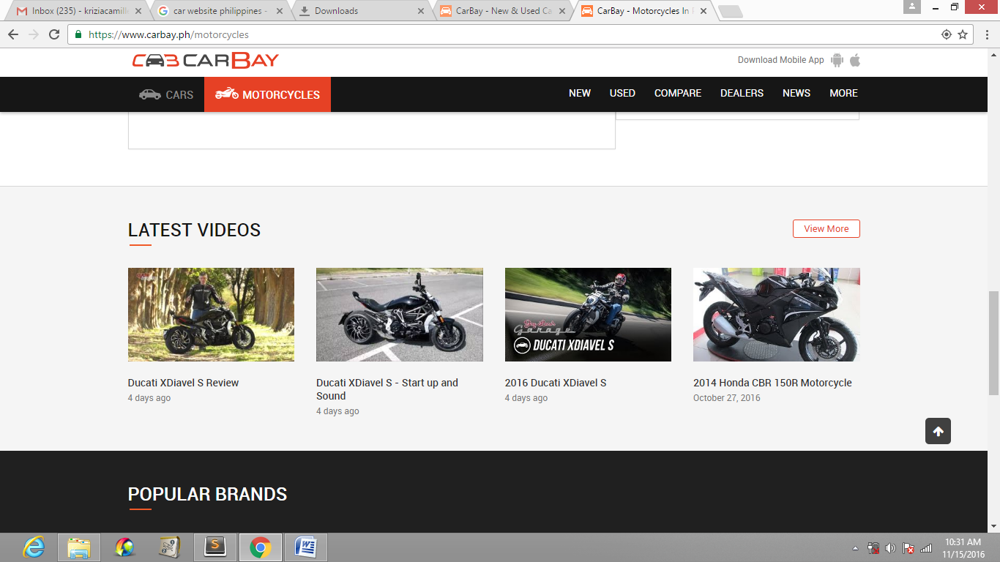 Inbox (235) - kriziacamill
car website philippines -
Downloads
CarBay - New & Used Ca
CarBay - Motorcycles In
https://www.carbay.ph/motorcycles
CARBAY
Download Mobile App
CARS
MOTORCYCLES
NEW
USED
COMPARE
DEALERS
NEWS
MORE
LATEST VIDEOS
View More
Garage
DUCATI XDIAVEL S
Ducati XDiavel S Review
4 days ago
Ducati XDiavel S - Start up and
Sound
4 days ago
2016 Ducati XDiavel S
4 days ago
2014 Honda CBR 150R Motorcycle
October 27, 2016
POPULAR BRANDS
10:31 AM
11/15/2016